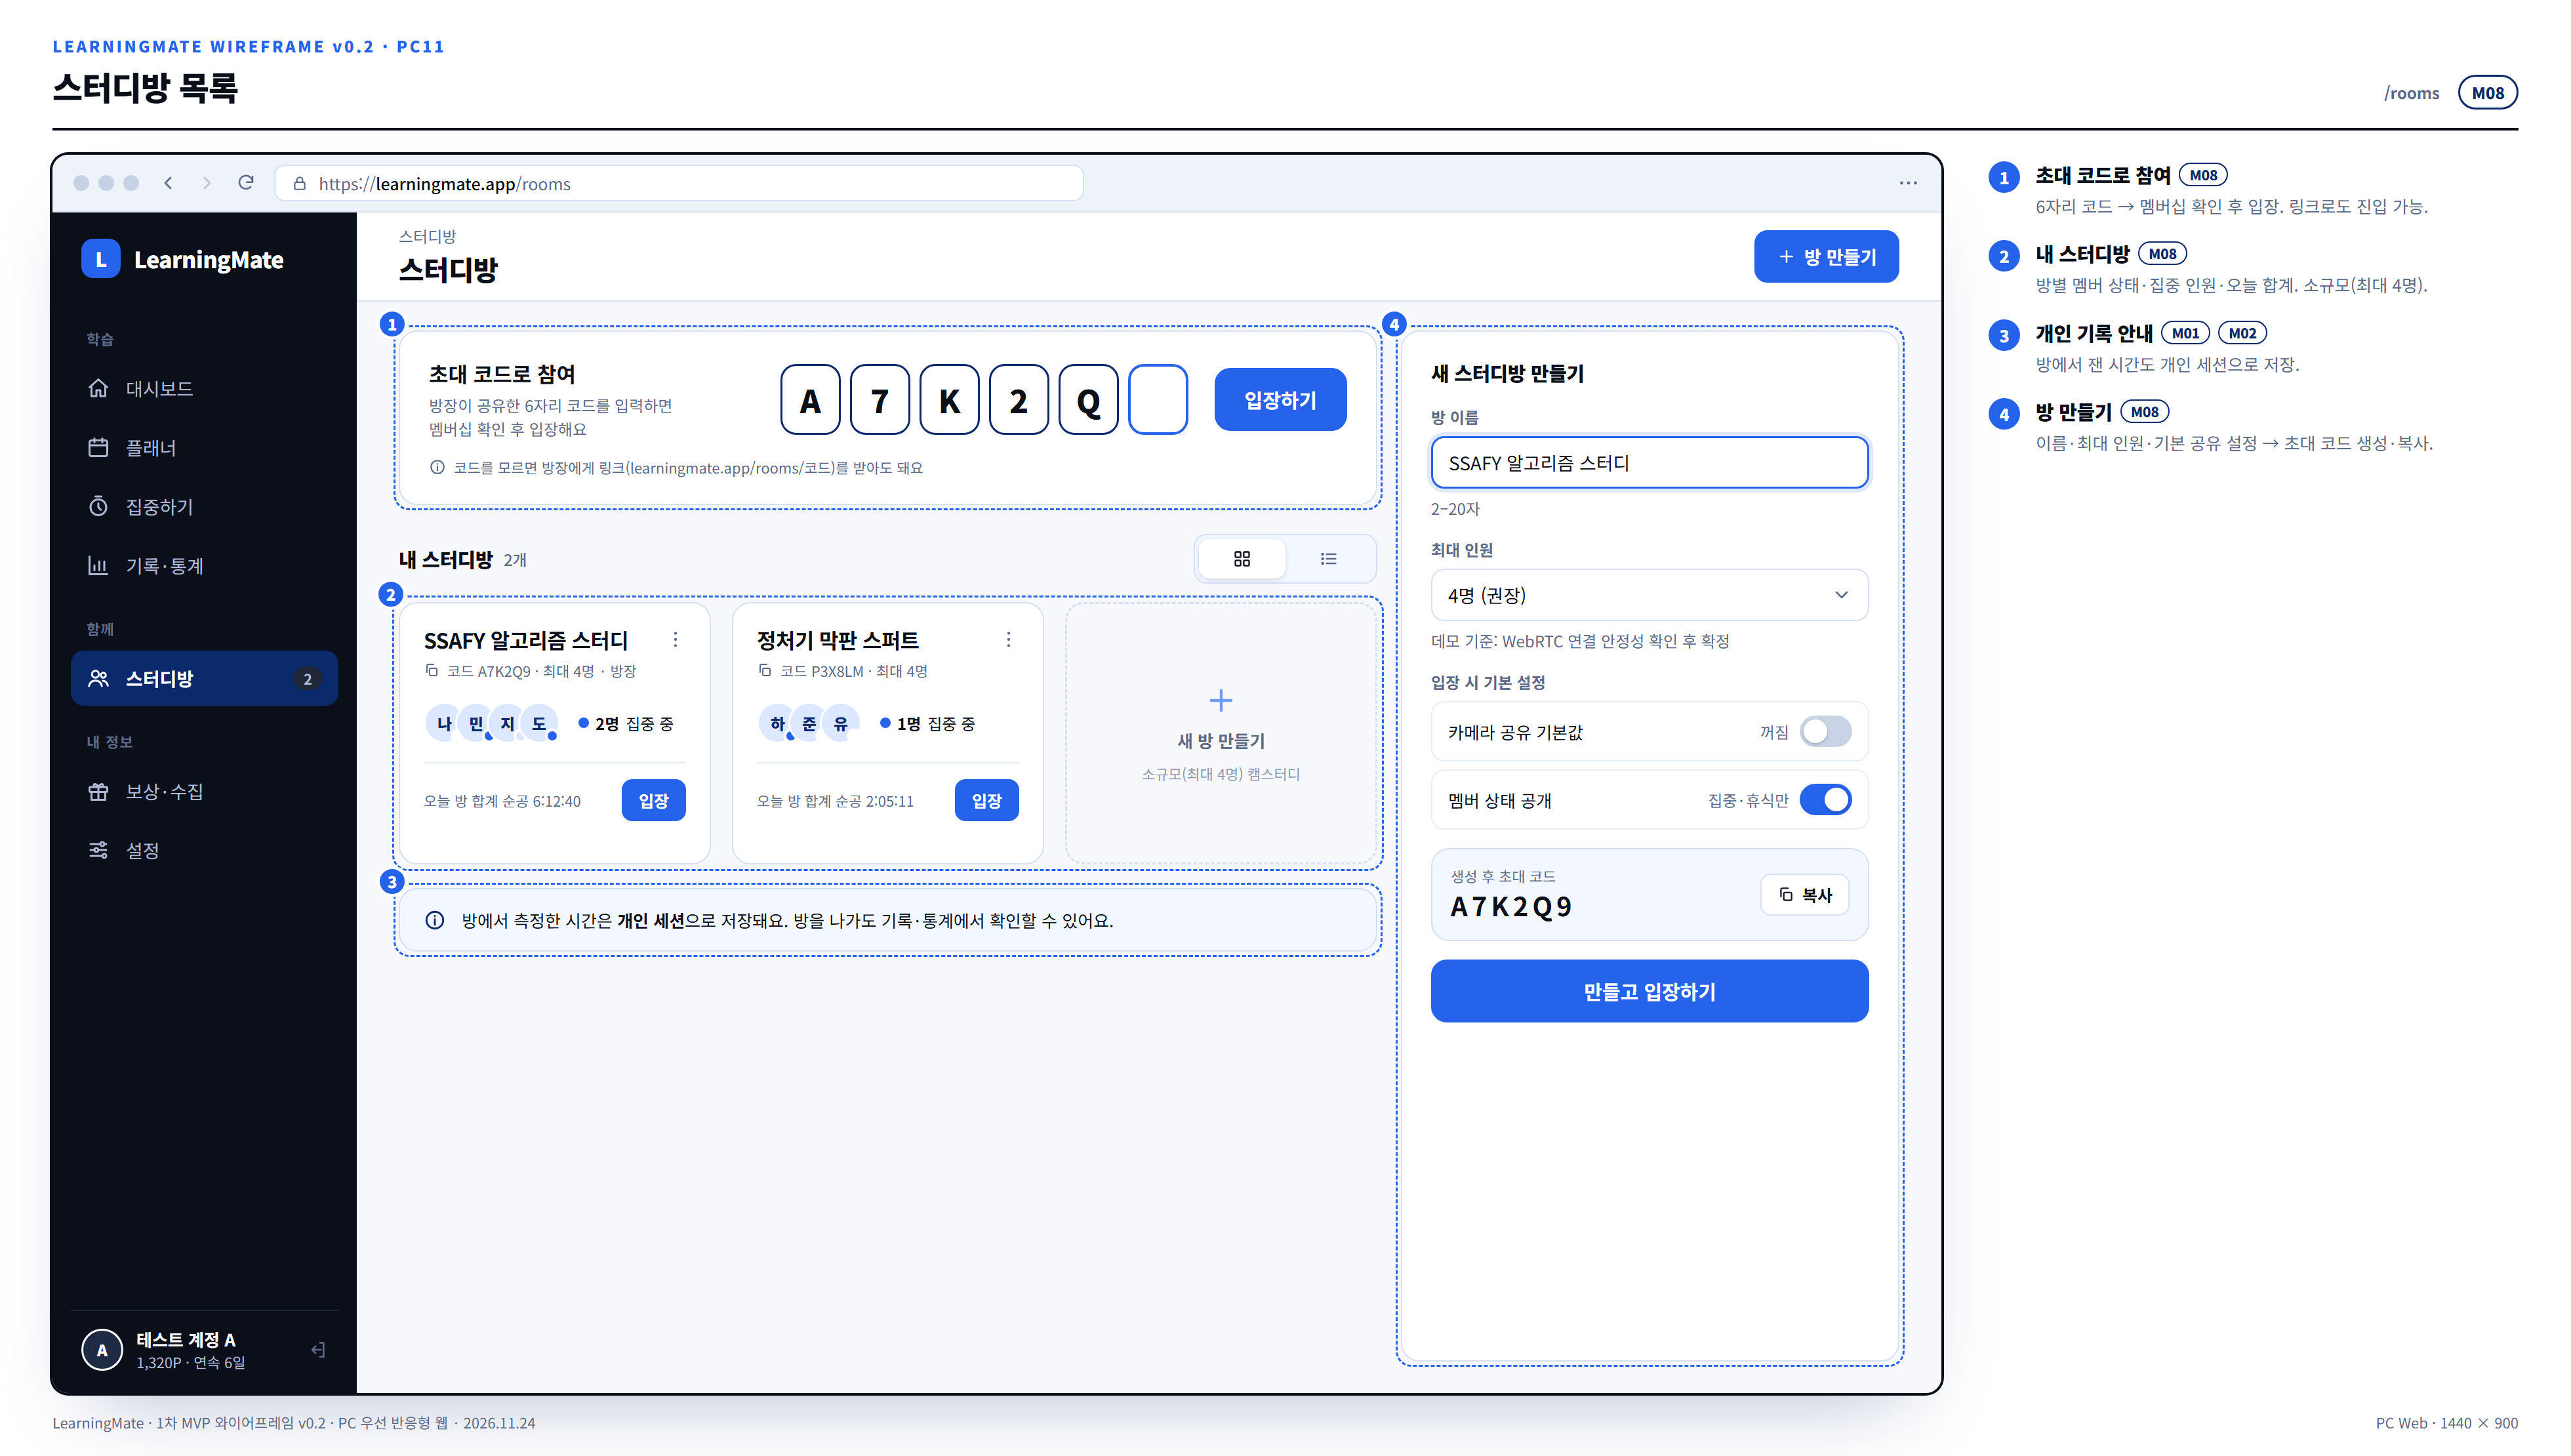 LEARNINGMATE WIREFRAME v0.2 · PC11
스터디방 목록
/rooms M08
https://learningmate.app/rooms
L LearningMate
학습
대시보드
플래너
집중하기
기록·통계
함께
스터디방 2
내 정보
보상·수집
설정
A 테스트 계정 A
1,320P · 연속 6일
스터디방
스터디방
+ 방 만들기
1
초대 코드로 참여
방장이 공유한 6자리 코드를 입력하면
멤버십 확인 후 입장해요
A 7 K 2 Q
입장하기
코드를 모르면 방장에게 링크(learningmate.app/rooms/코드)를 받아도 돼요
내 스터디방 2개
2
SSAFY 알고리즘 스터디
코드 A7K2Q9 · 최대 4명 · 방장
나 민 지 도 2명 집중 중
오늘 방 합계 순공 6:12:40 입장
정처기 막판 스퍼트
코드 P3X8LM · 최대 4명
하 준 유 1명 집중 중
오늘 방 합계 순공 2:05:11 입장
새 방 만들기
소규모(최대 4명) 캠스터디
3
방에서 측정한 시간은 개인 세션으로 저장돼요. 방을 나가도 기록·통계에서 확인할 수 있어요.
4
새 스터디방 만들기
방 이름
SSAFY 알고리즘 스터디
2–20자
최대 인원
4명 (권장)
데모 기준: WebRTC 연결 안정성 확인 후 확정
입장 시 기본 설정
카메라 공유 기본값 꺼짐
멤버 상태 공개 집중·휴식만
생성 후 초대 코드
A7K2Q9
복사
만들고 입장하기
1 초대 코드로 참여 M08
6자리 코드 → 멤버십 확인 후 입장. 링크로도 진입 가능.
2 내 스터디방 M08
방별 멤버 상태·집중 인원·오늘 합계. 소규모(최대 4명).
3 개인 기록 안내 M01 M02
방에서 잰 시간도 개인 세션으로 저장.
4 방 만들기 M08
이름·최대 인원·기본 공유 설정 → 초대 코드 생성·복사.
LearningMate · 1차 MVP 와이어프레임 v0.2 · PC 우선 반응형 웹 · 2026.11.24
PC Web · 1440 × 900